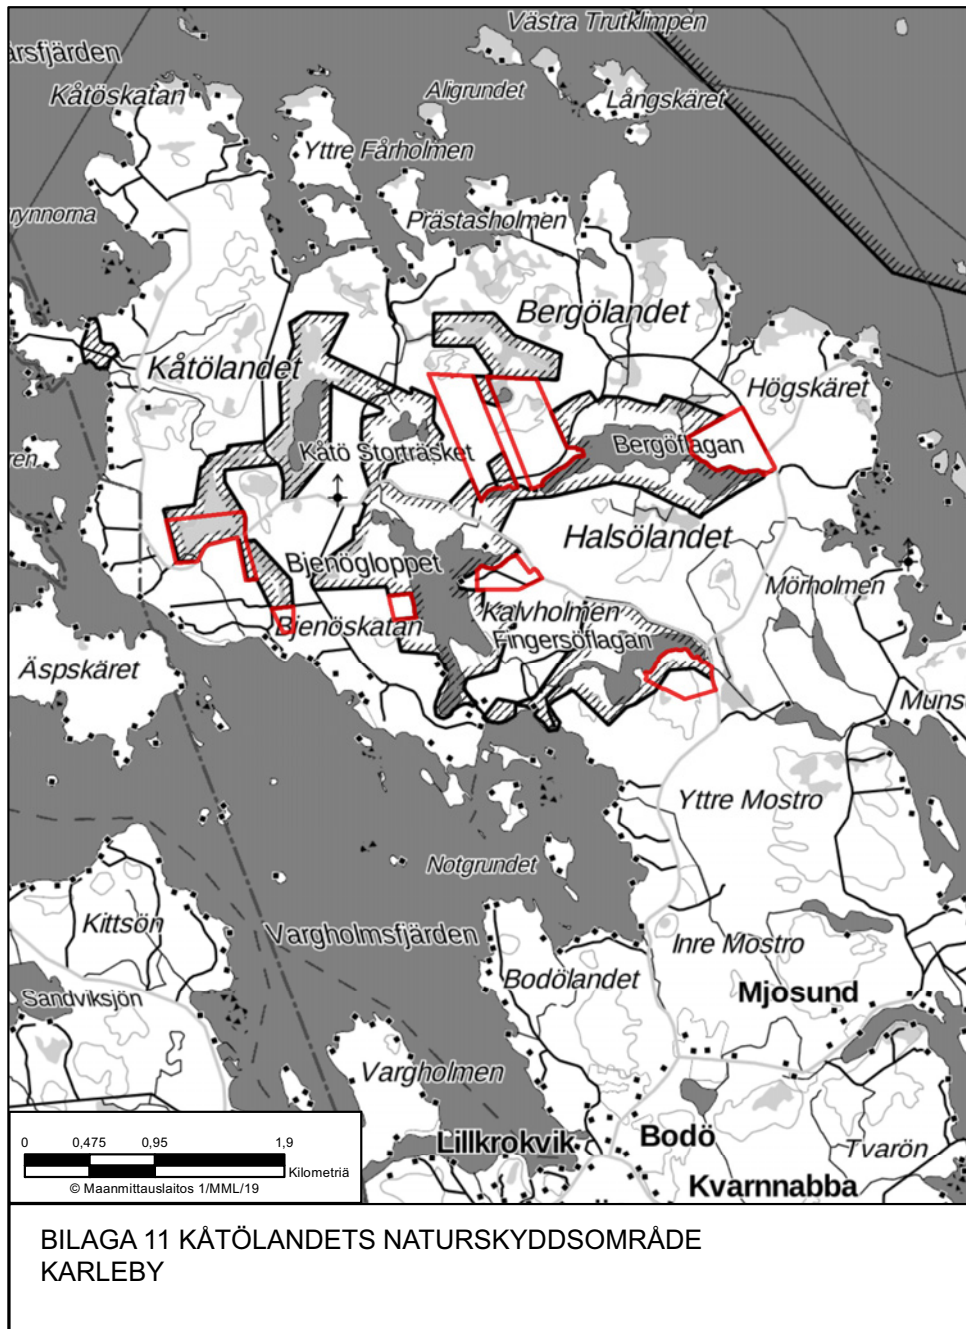 Västra Trutklimpen
ärsfjärden
Kåtöskatan
Aligrundet
Långskäret
Yttre Fårholmen
rynnorna
Prästasholmen
Bergölandet
Kåtölandet
Högskäret
Bergöflagan
ren
Kåtö Storträsket
Halsölandet
Bjenögloppet
Mörholmen
Kalvholmen
Bjenöskatan
Fingersöflagan
Äspskäret
Muns
Yttre Mostro
Notgrundet
Kittsön
Vargholmsfjärden
Inre Mostro
Bodölandet
Mjosund
Sandviksjön
Vargholmen
Lillkrokvik
Bodö
Tvarön
Kvarnnabba
0 0,475 0,95 1,9
Kilometriä
© Maanmittauslaitos 1/MML/19
BILAGA 11 KÅTÖLANDETS NATURSKYDDSOMRÅDE
KARLEBY